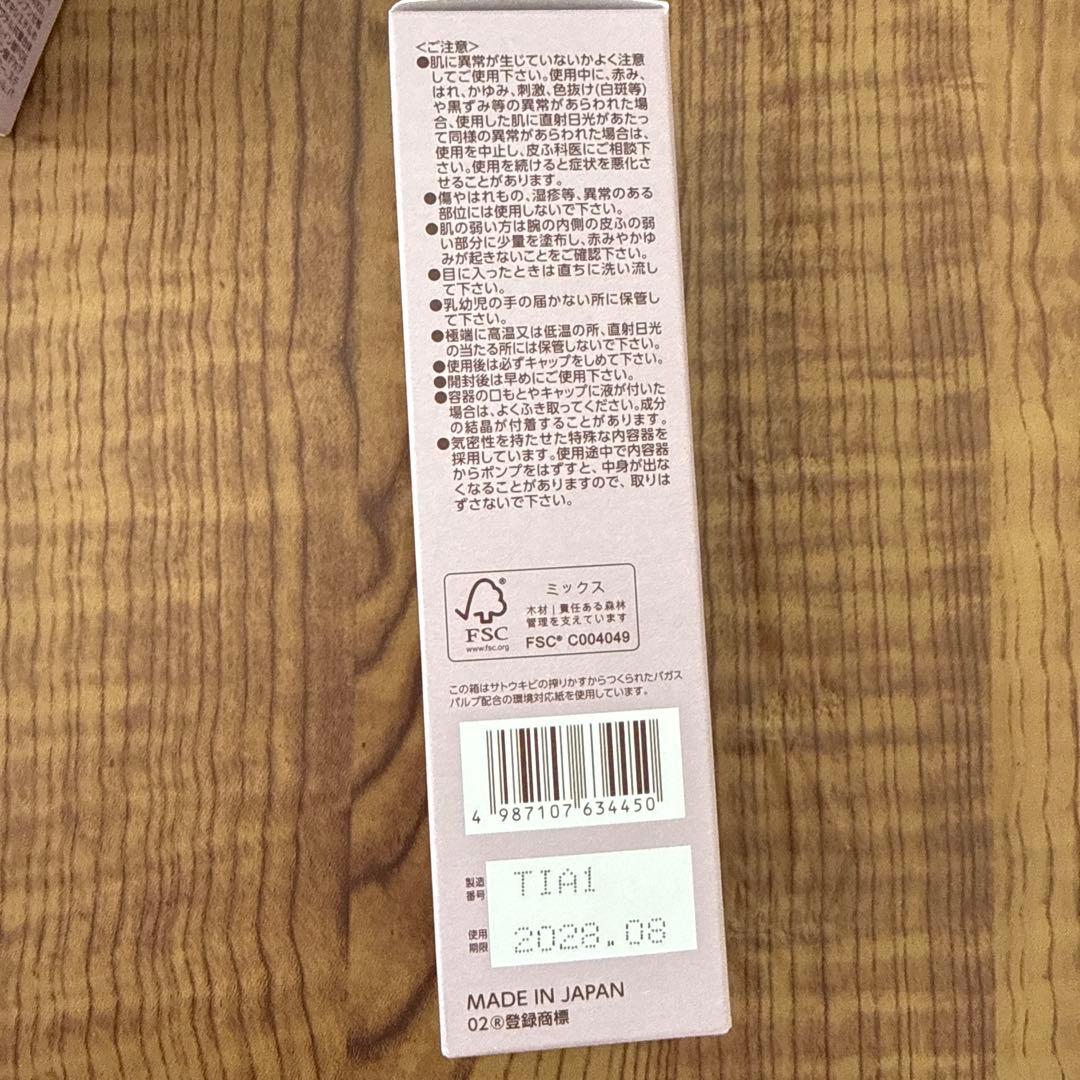 <ご注意>
●肌に異常が生じていないかよく注意
してご使用下さい。使用中に、赤み、
はれ、かゆみ、刺激、色抜け(白斑等)
や黒ずみ等の異常があらわれた場
合、使用した肌に直射日光があたっ
て同様の異常があらわれた場合は、
使用を中止し、皮ふ科医にご相談下
さい。使用を続けると症状を悪化さ
せることがあります。
●傷やはれもの、湿疹等、異常のある
部位には使用しないで下さい。
●肌の弱い方は腕の内側の皮ふの弱
い部分に少量を塗布し、赤みやかゆ
みが起きないことをご確認下さい。
●目に入ったときは直ちに洗い流し
て下さい。
●乳幼児の手の届かない所に保管し
て下さい。
●極端に高温又は低温の所、直射日光
の当たる所には保管しないで下さい。
●使用後は必ずキャップをしめて下さい。
●開封後は早めにご使用下さい。
●容器の口もとやキャップに液が付いた
場合は、よくふき取ってください。成分
の結晶が付着することがあります。
●気密性を持たせた特殊な内容器を
採用しています。使用途中で内容器
からポンプをはずすと、中身が出な
くなることがありますので、取りは
ずさないで下さい。
FSC®
www.fsc.org
ミックス
木材|責任ある森林
管理を支えています
FSC® C004049
この箱はサトウキビの搾りかすからつくられたバガス
パルプ配合の環境対応紙を使用しています。
4 987107 634450
製造
番号
TIA1
使用
期限
2028.08
MADE IN JAPAN
02®登録商標